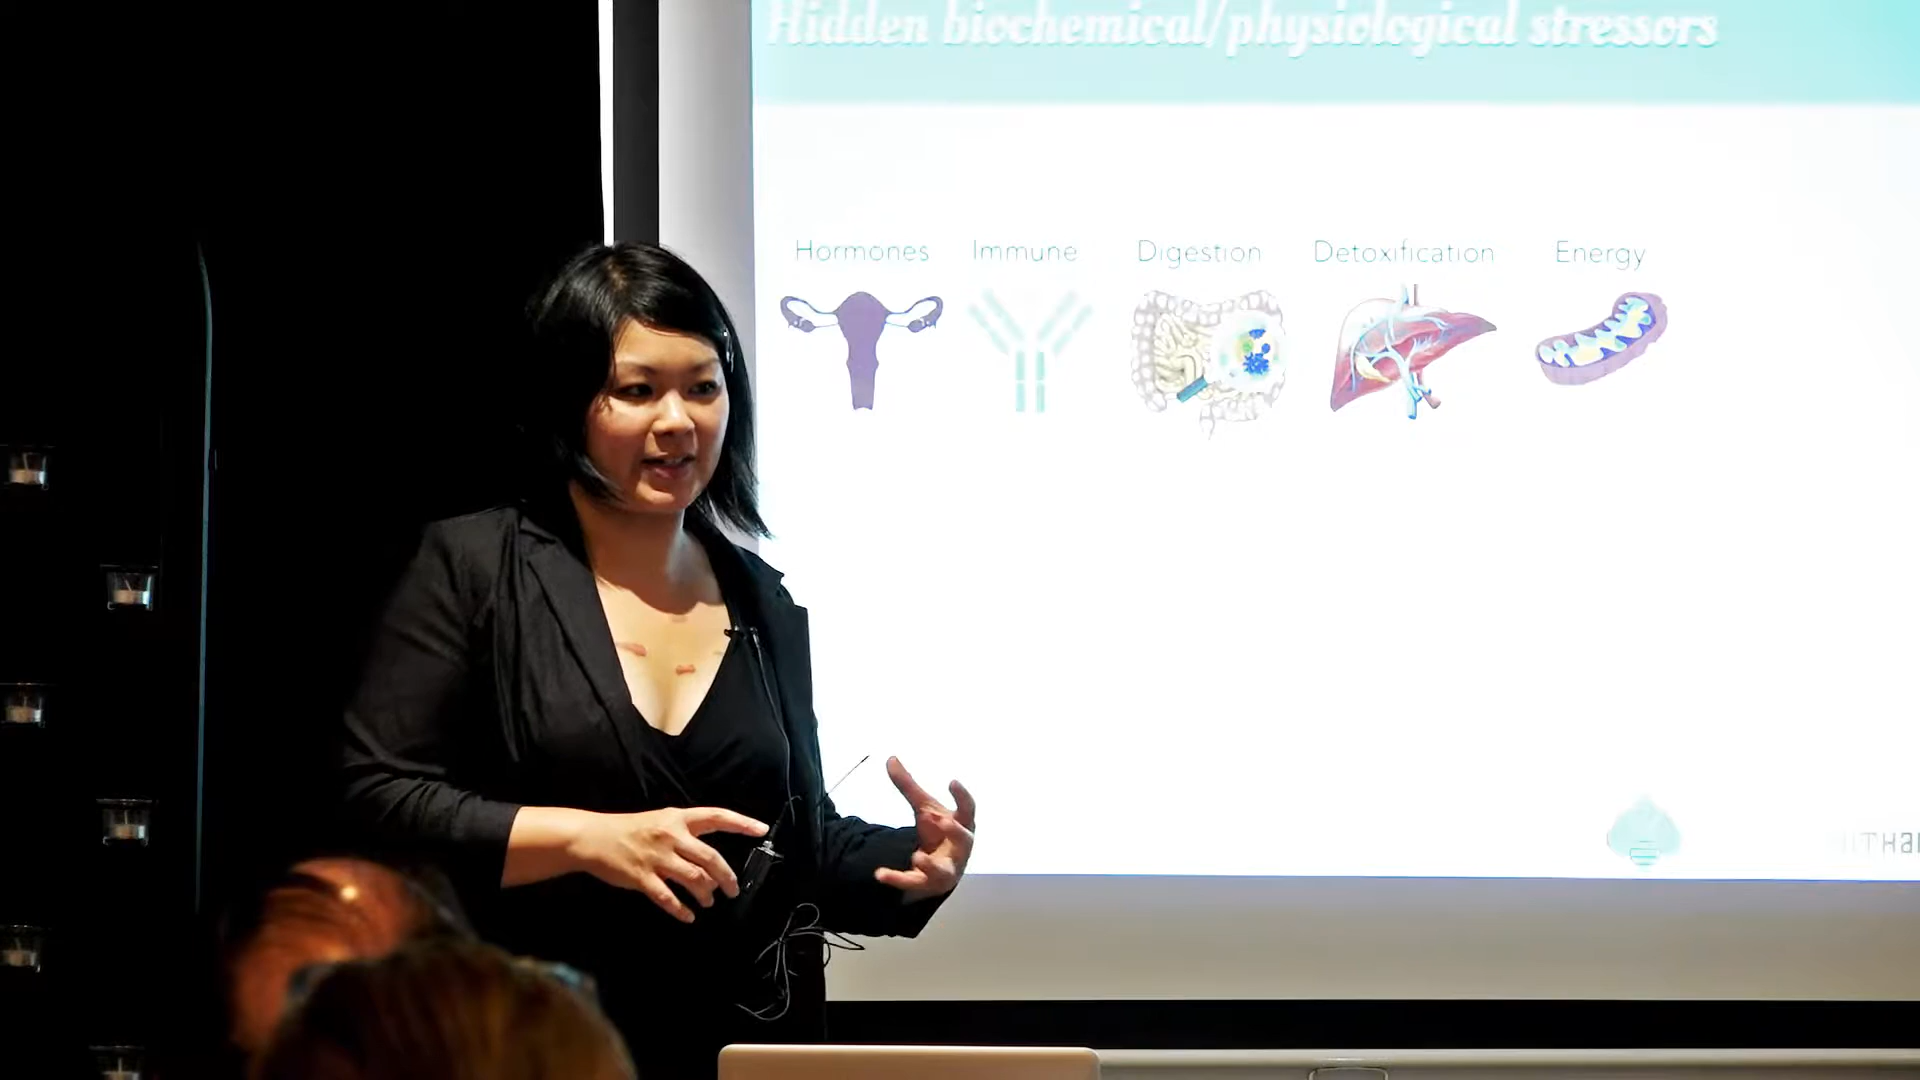 Hidden biochemical/physiological stressors
Hormones Immune Digestion Detoxification Energy